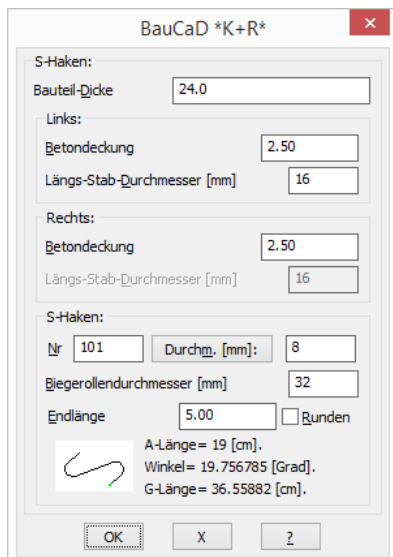 BauCaD *K+R*
S-Haken:
Bauteil-Dicke 24.0
Links:
Betondeckung 2.50
Längs-Stab-Durchmesser [mm] 16
Rechts:
Betondeckung 2.50
Längs-Stab-Durchmesser [mm] 16
S-Haken:
Nr 101 Durchm. [mm]: 8
Biegerollendurchmesser [mm] 32
Endlänge 5.00 Runden
A-Länge= 19 [cm].
Winkel= 19.756785 [Grad].
G-Länge= 36.55882 [cm].
OK X ?